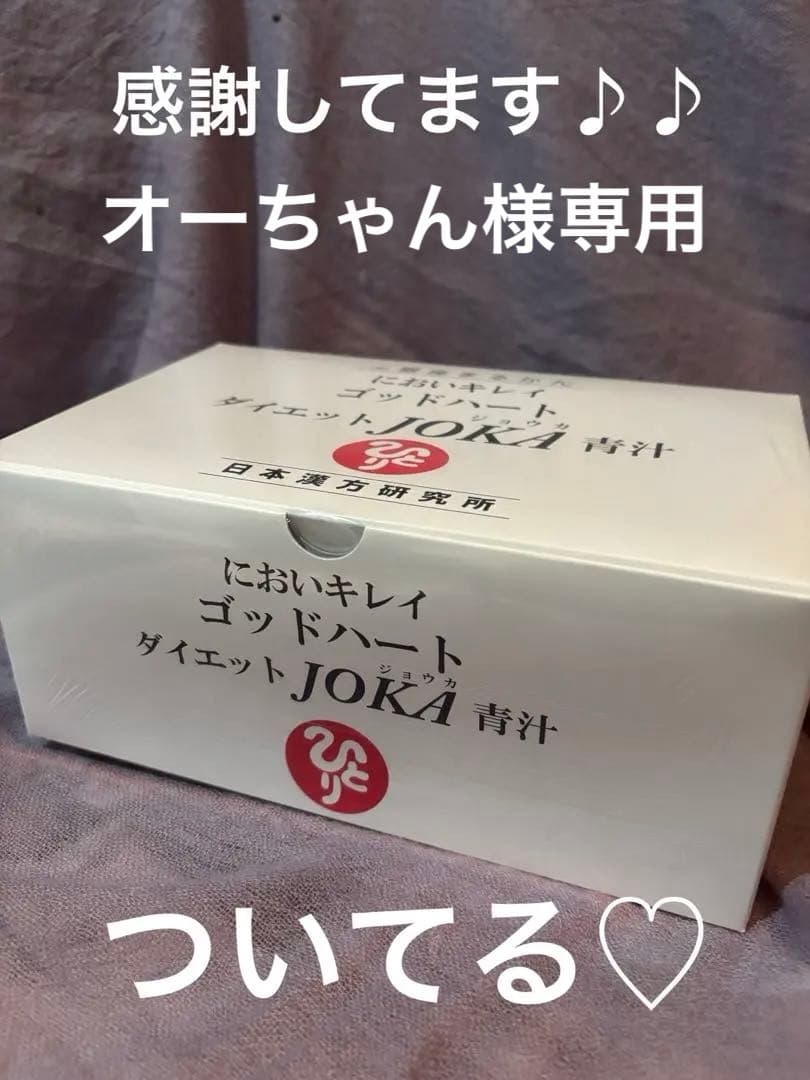 感謝してます♪♪
オーちゃん様専用
においキレイ
ゴッドハート
ジョウカ
ダイエットJOKA 青汁
ひとり
日本漢方研究所
においキレイ
ゴッドハート
ジョウカ
ダイエットJOKA 青汁
ひとり
ついてる♡